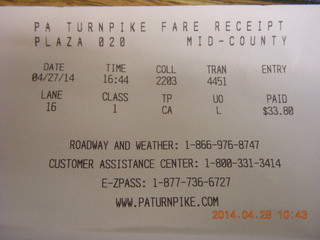 PA TURNPIKE FARE RECEIPT
PLAZA 020 MID-COUNTY
DATE TIME COLL TRAN ENTRY
04/27/14 16:44 2203 4451
LANE CLASS TP UO PAID
16 1 CA L $33.80
ROADWAY AND WEATHER: 1-866-976-8747
CUSTOMER ASSISTANCE CENTER: 1-800-331-3414
E-ZPASS: 1-877-736-6727
WWW.PATURNPIKE.COM
2014.04.28 10:43